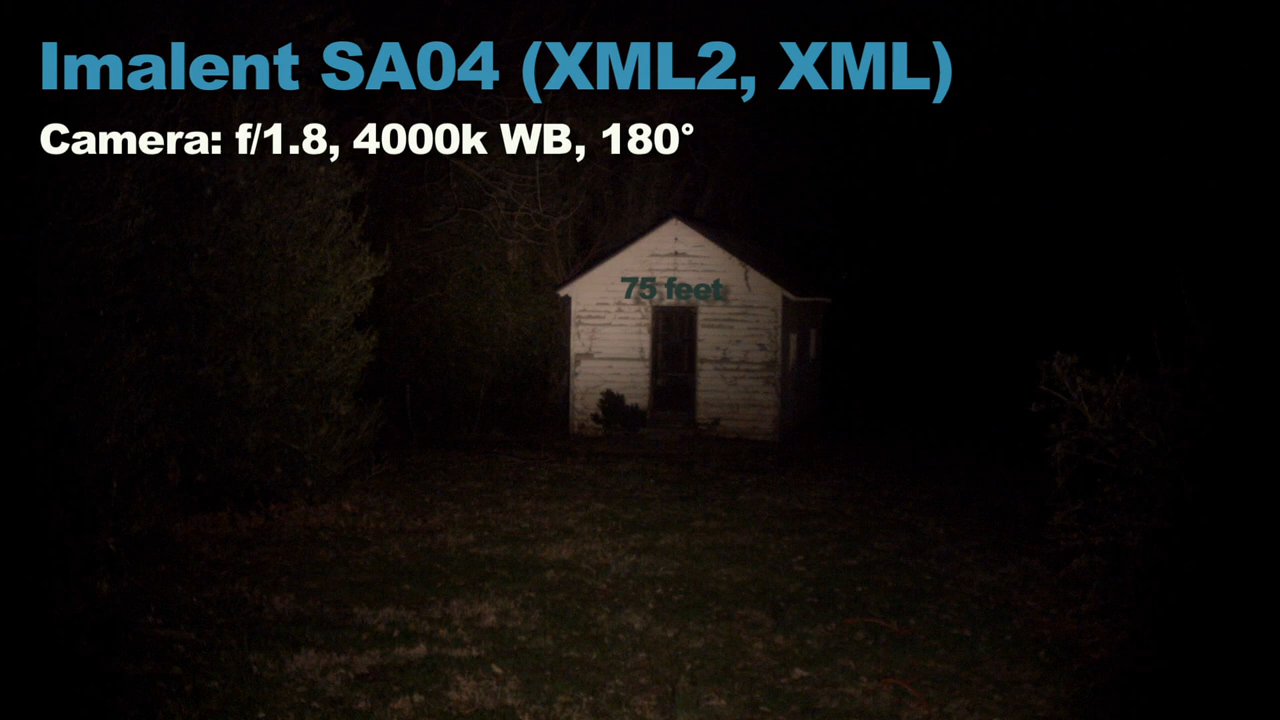 Imalent SA04 (XML2, XML)
Camera: f/1.8, 4000k WB, 180°
75 feet